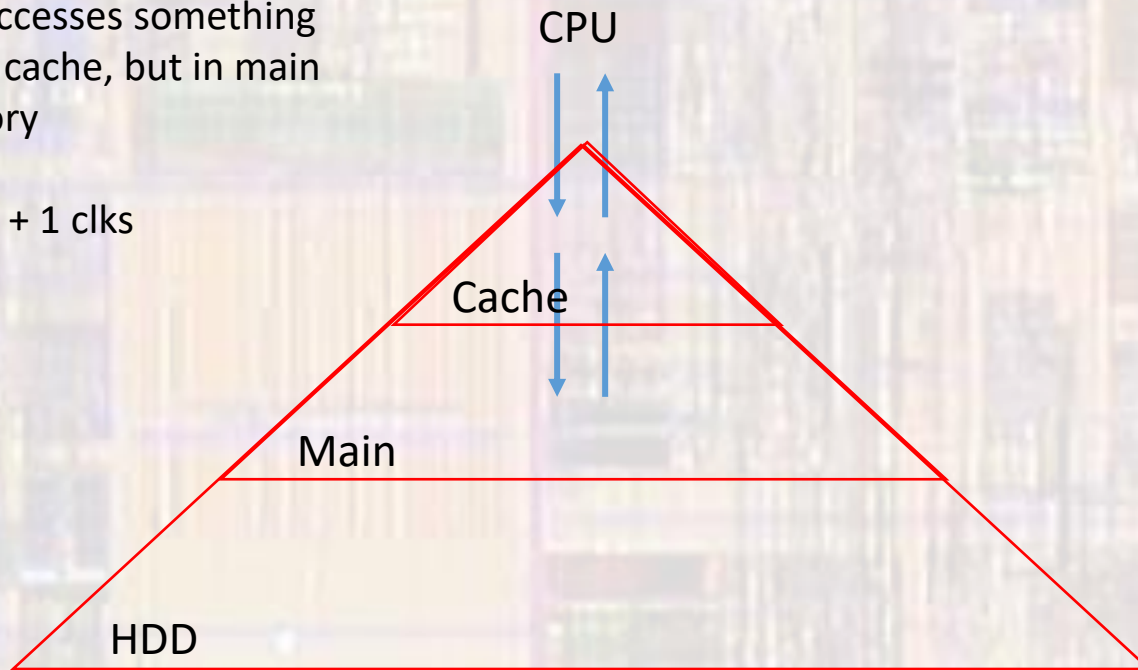 ccesses something
cache, but in main
ory
+ 1 clks
CPU
Cache
Main
HDD